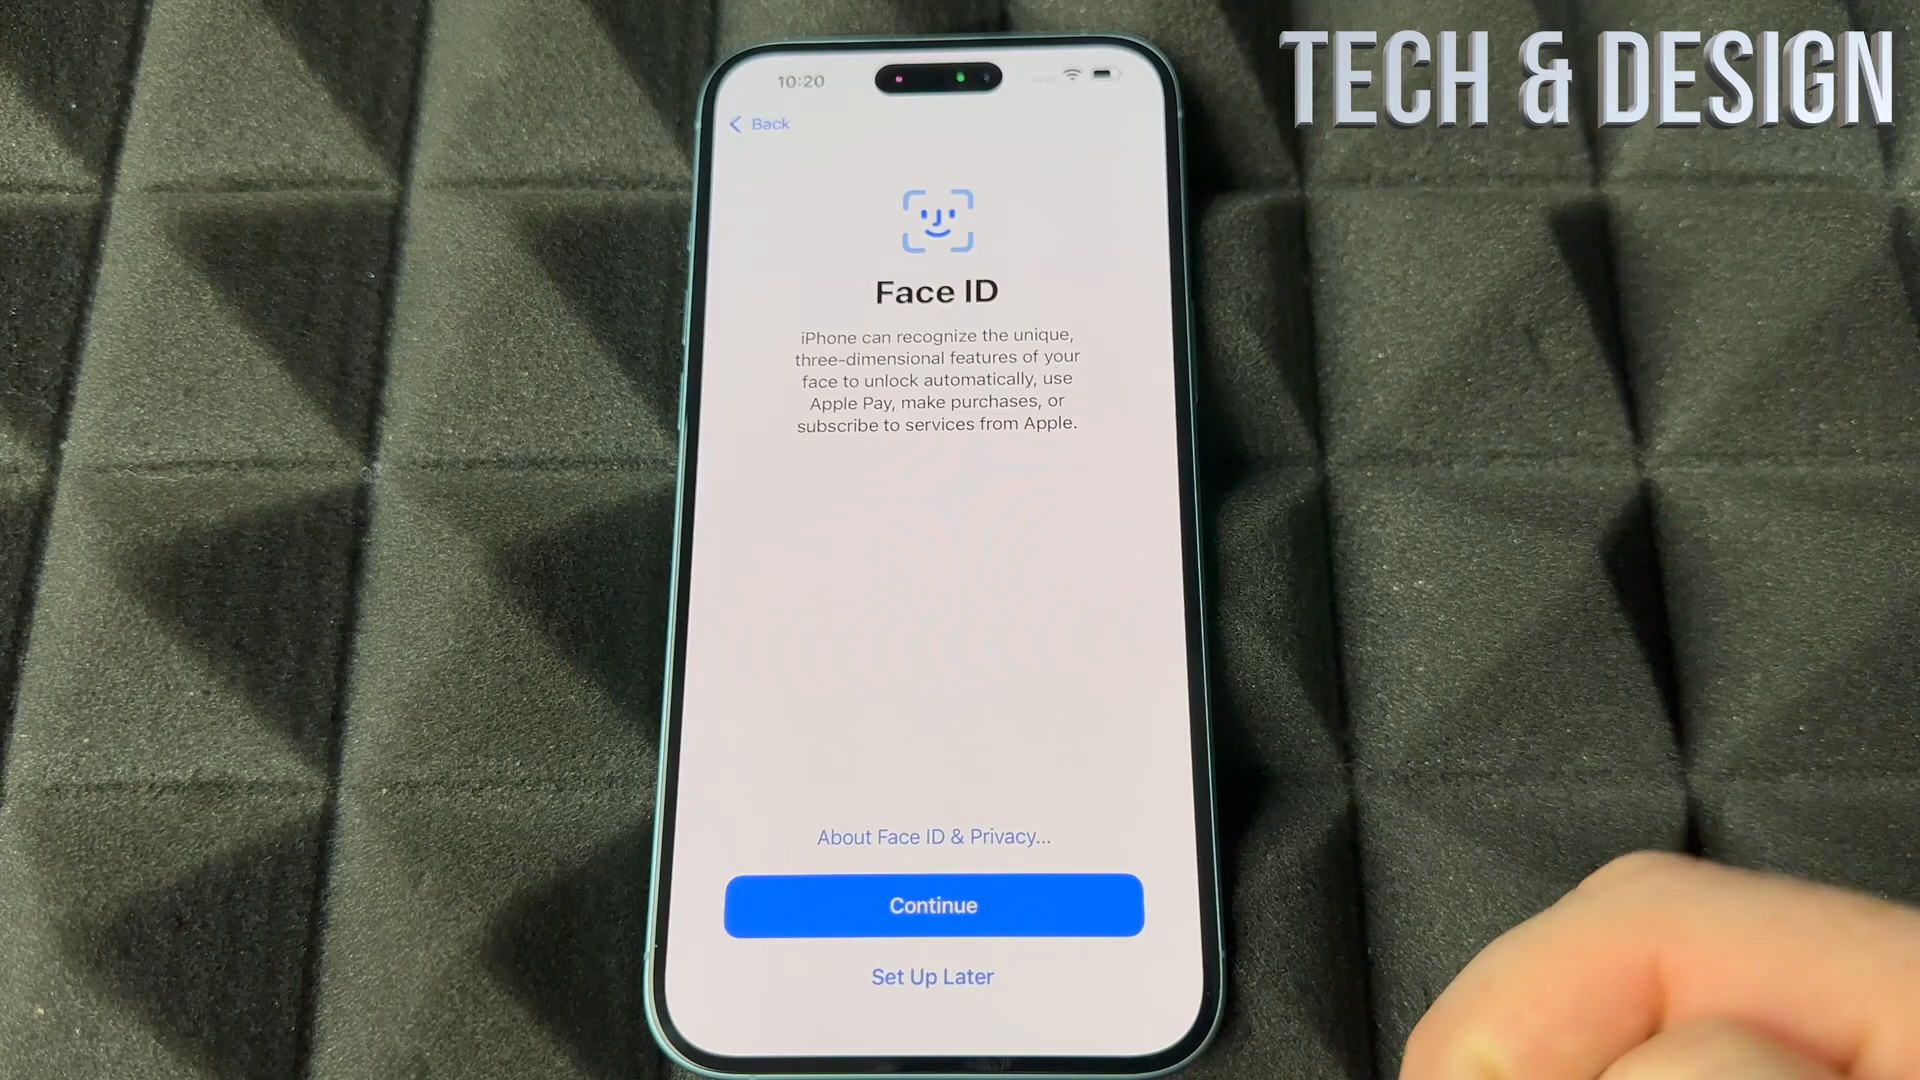 TECH & DESIGN
10:20
Back
Face ID
iPhone can recognize the unique,
three-dimensional features of your
face to unlock automatically, use
Apple Pay, make purchases, or
subscribe to services from Apple.
About Face ID & Privacy...
Continue
Set Up Later